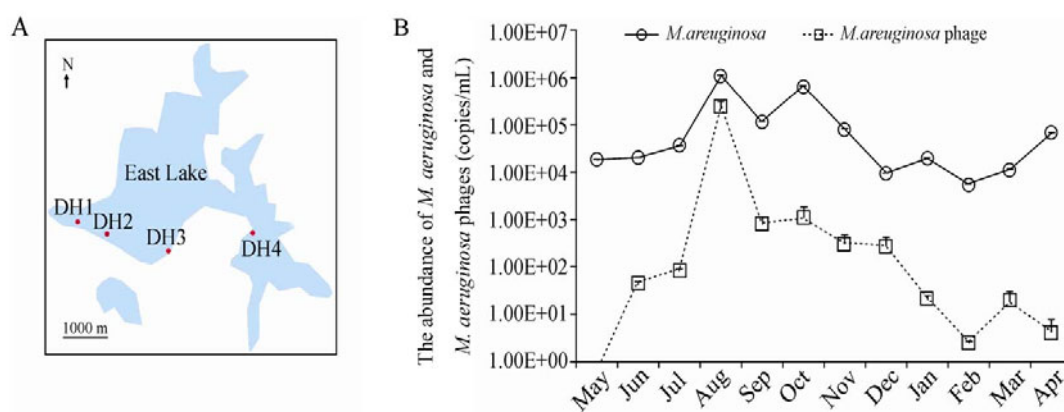 A
N
East Lake
DH1
DH2
DH3
DH4
1000 m
B
The abundance of M. aeruginosa and
M. aeruginosa phages (copies/mL)
M.areuginosa
M.areuginosa phage
1.00E+07
1.00E+06
1.00E+05
1.00E+04
1.00E+03
1.00E+02
1.00E+01
1.00E+00
May Jun Jul Aug Sep Oct Nov Dec Jan Feb Mar Apr